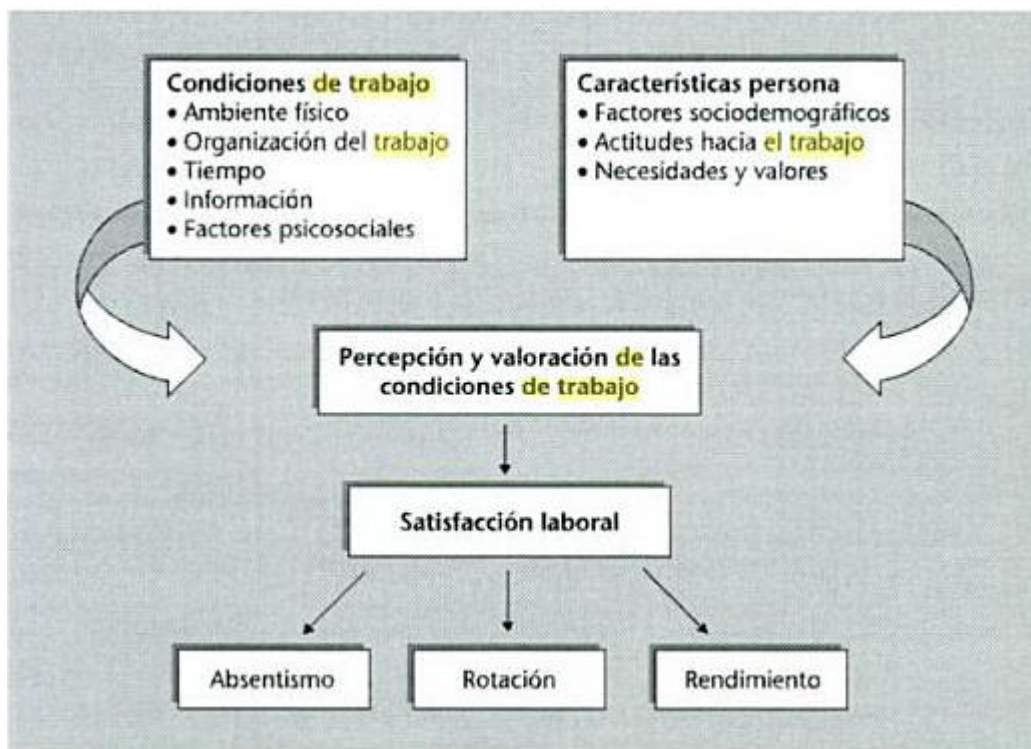 Condiciones de trabajo
• Ambiente físico
• Organización del trabajo
• Tiempo
• Información
• Factores psicosociales
Características persona
• Factores sociodemográficos
• Actitudes hacia el trabajo
• Necesidades y valores
Percepción y valoración de las
condiciones de trabajo
Satisfacción laboral
Absentismo
Rotación
Rendimiento